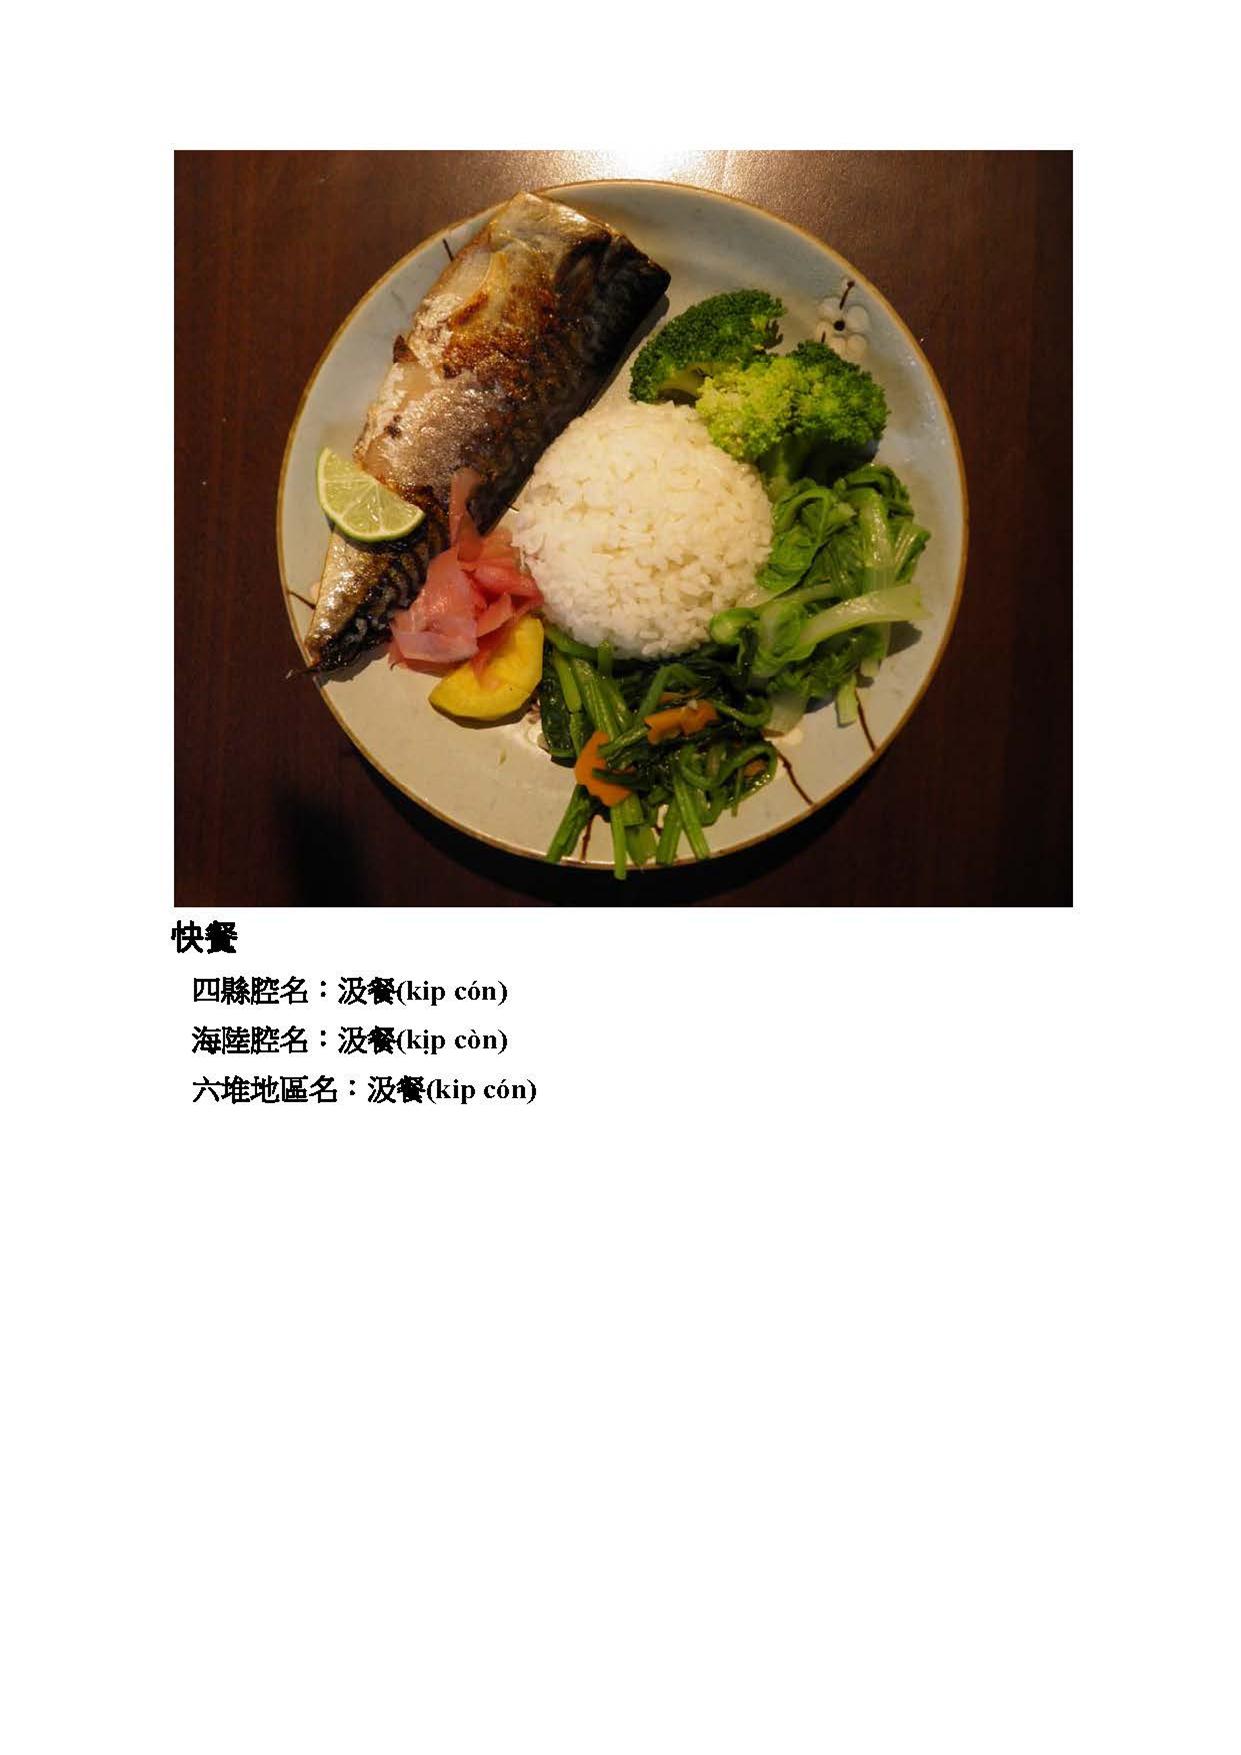 快餐
四縣腔名：汲餐(kip cón)
海陸腔名：汲餐(kiḅ còn)
六堆地區名：汲餐(kip cón)